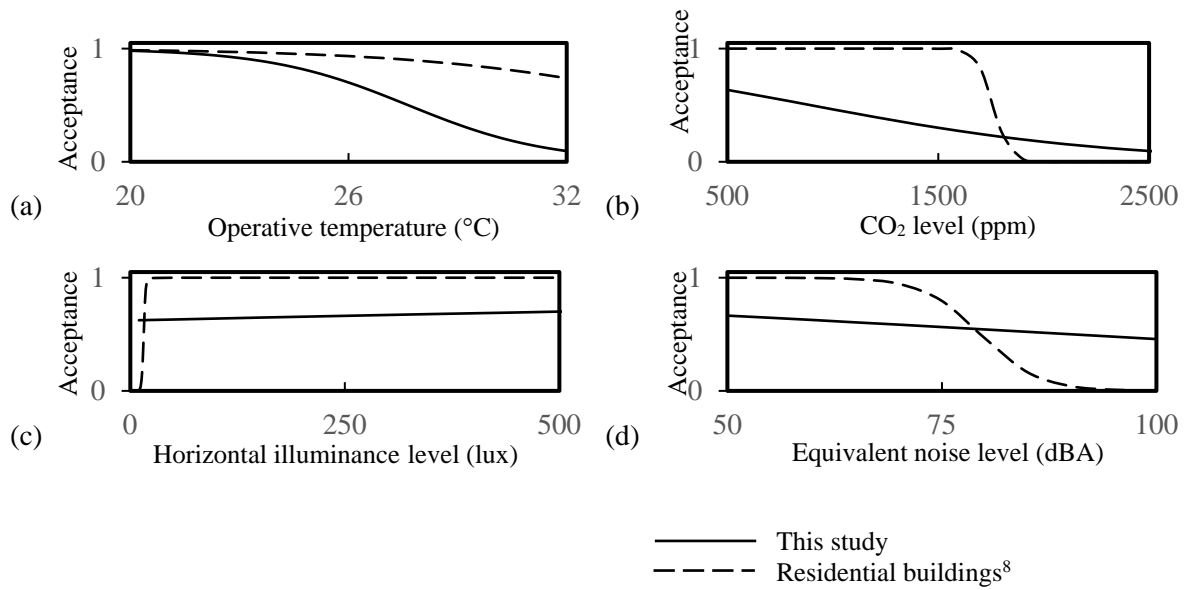 Acceptance
1
0
20 26 32
(a)
Operative temperature (°C)
Acceptance
1
0
500 1500 2500
(b)
CO₂ level (ppm)
Acceptance
1
0
0 250 500
(c)
Horizontal illuminance level (lux)
Acceptance
1
0
50 75 100
(d)
Equivalent noise level (dBA)
This study
Residential buildings⁸